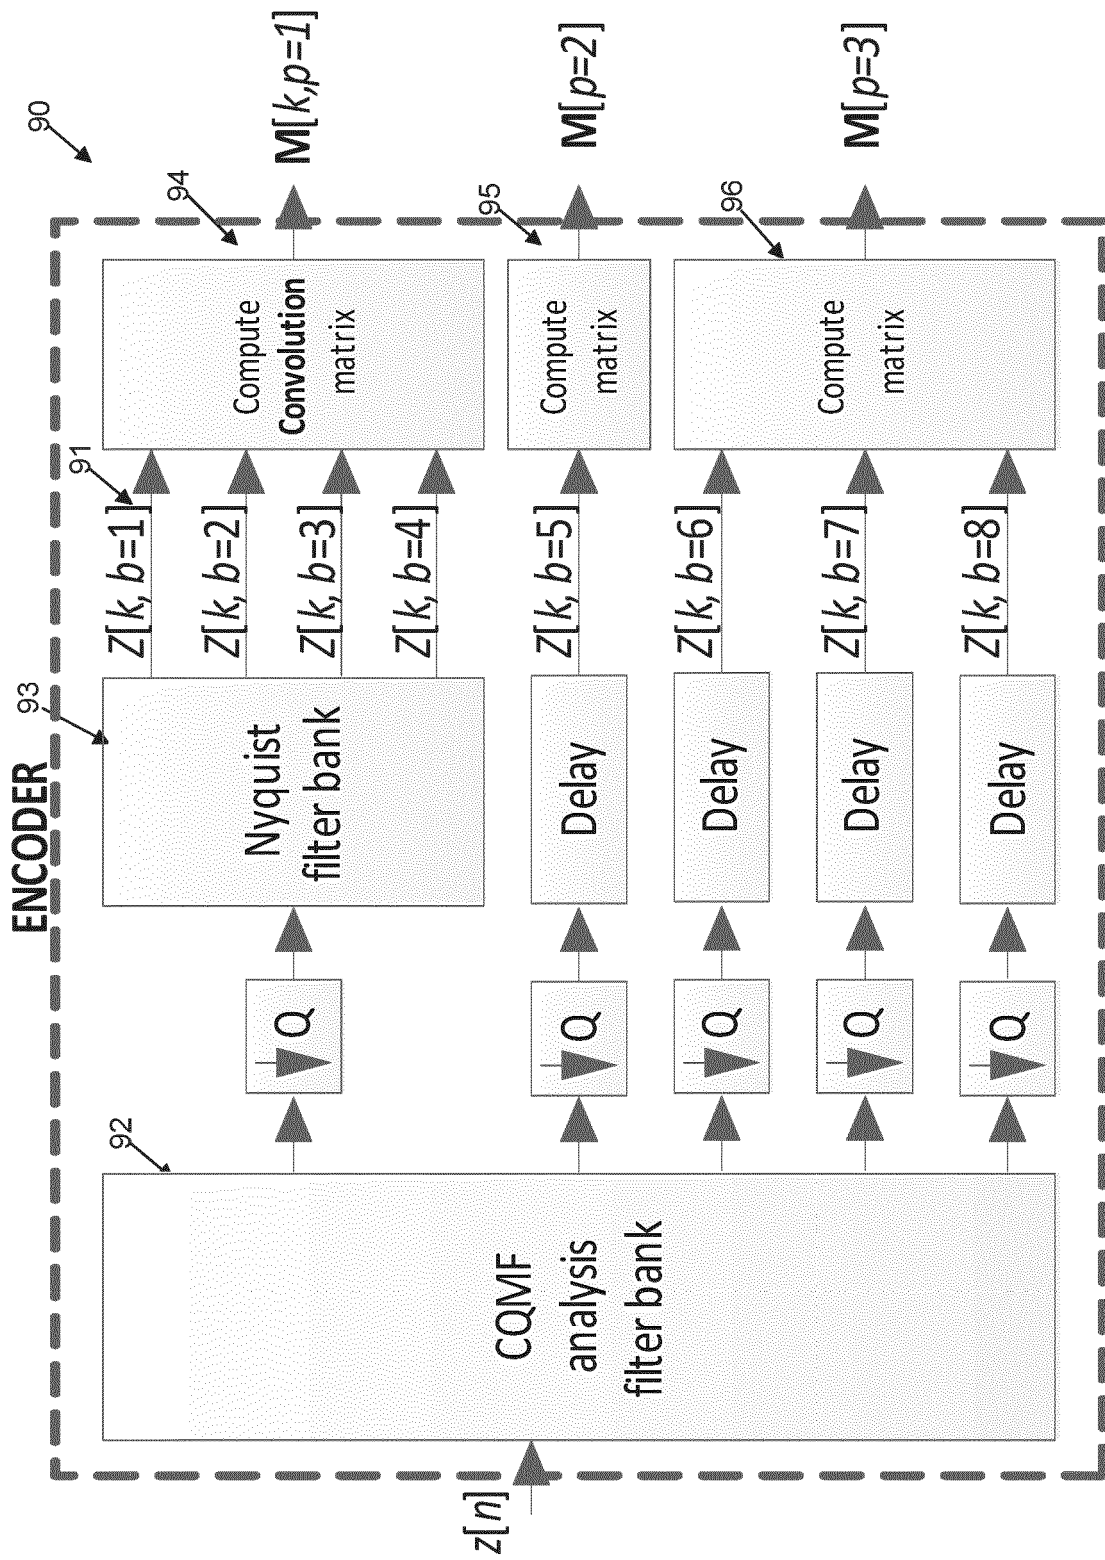 ENCODER
90
z[n]
92
CQMF
analysis
filter bank
Q
Q
Q
Q
Q
93
Nyquist
filter bank
Delay
Delay
Delay
Delay
91
Z[k, b=1]
Z[k, b=2]
Z[k, b=3]
Z[k, b=4]
Z[k, b=5]
Z[k, b=6]
Z[k, b=7]
Z[k, b=8]
94
Compute
Convolution
matrix
95
Compute
matrix
96
Compute
matrix
M[k,p=1]
M[p=2]
M[p=3]